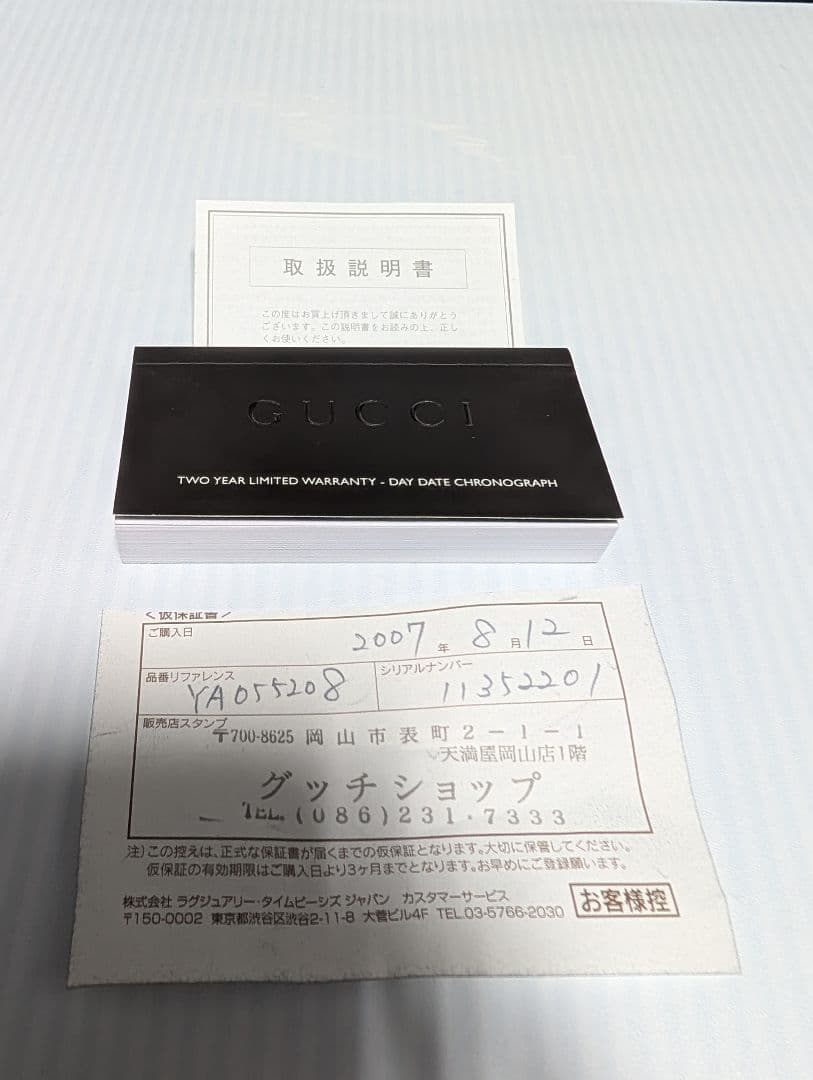 取扱説明書
この度はお買上げ頂きまして誠にありがとう
ございます。この説明書をお読みの上、正し
くお使いください。
GUCCI
TWO YEAR LIMITED WARRANTY - DAY DATE CHRONOGRAPH
<仮保証書>
ご購入日 2007 年 8 月 12 日
品番リファレンス YA055208 シリアルナンバー 11352201
販売店スタンプ
〒700-8625 岡山市表町2-1-1
天満屋岡山店1階
グッチショップ
TEL.(086)231-7333
注)この控えは、正式な保証書が届くまでの仮保証となります。大切に保管してください。
仮保証の有効期限はご購入日より3ヶ月までとなります。お早めにご登録願います。
株式会社 ラグジュアリー・タイムピーシズ ジャパン カスタマーサービス
〒150-0002 東京都渋谷区渋谷2-11-8 大菅ビル4F TEL.03-5766-2030
お客様控